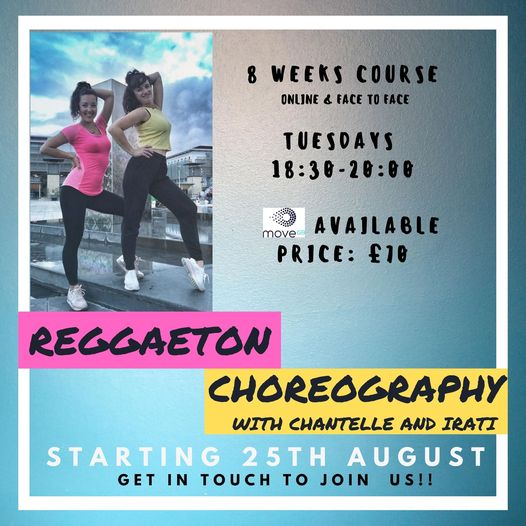 8 WEEKS COURSE
ONLINE & FACE TO FACE
TUESDAYS
18:30-20:00
move GB AVAILABLE
PRICE: £10
REGGAETON
CHOREOGRAPHY
WITH CHANTELLE AND IRATI
STARTING 25TH AUGUST
GET IN TOUCH TO JOIN US!!